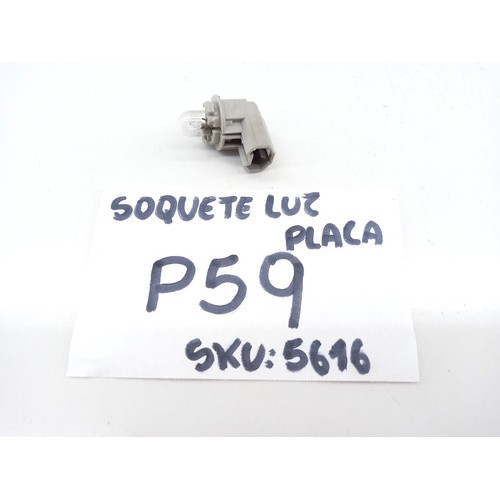 SOQUETE LUZ
PLACA
P59
SKU: 5616